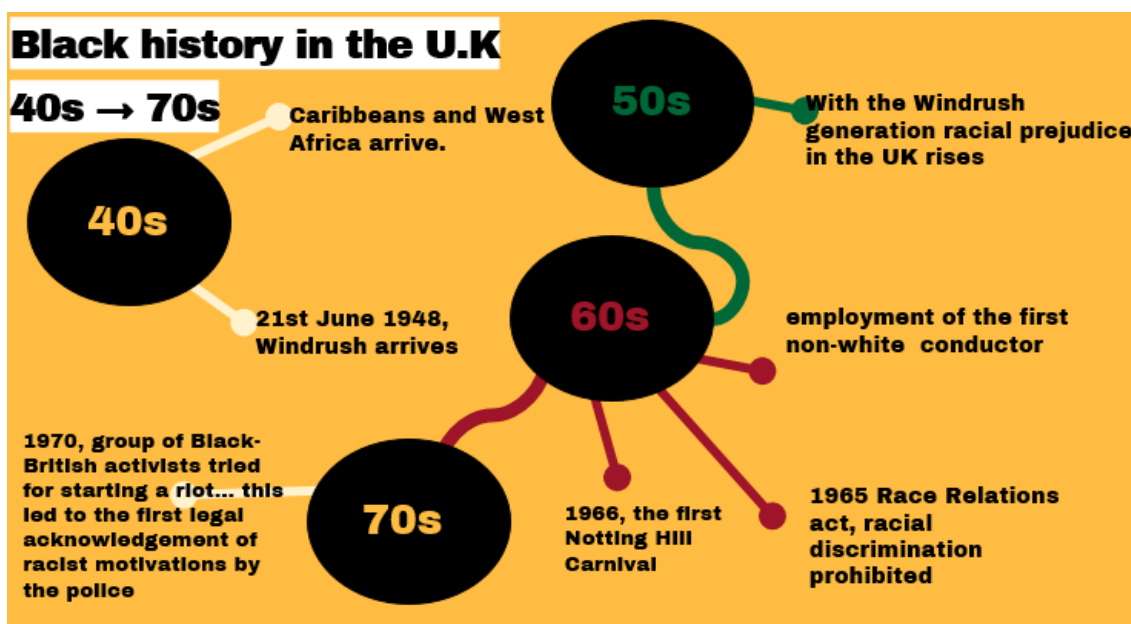 Black history in the U.K
40s → 70s
40s
Caribbeans and West
Africa arrive.
21st June 1948,
Windrush arrives
50s
With the Windrush
generation racial prejudice
in the UK rises
60s
employment of the first
non-white conductor
1965 Race Relations
act, racial
discrimination
prohibited
1966, the first
Notting Hill
Carnival
70s
1970, group of Black-
British activists tried
for starting a riot... this
led to the first legal
acknowledgement of
racist motivations by
the police